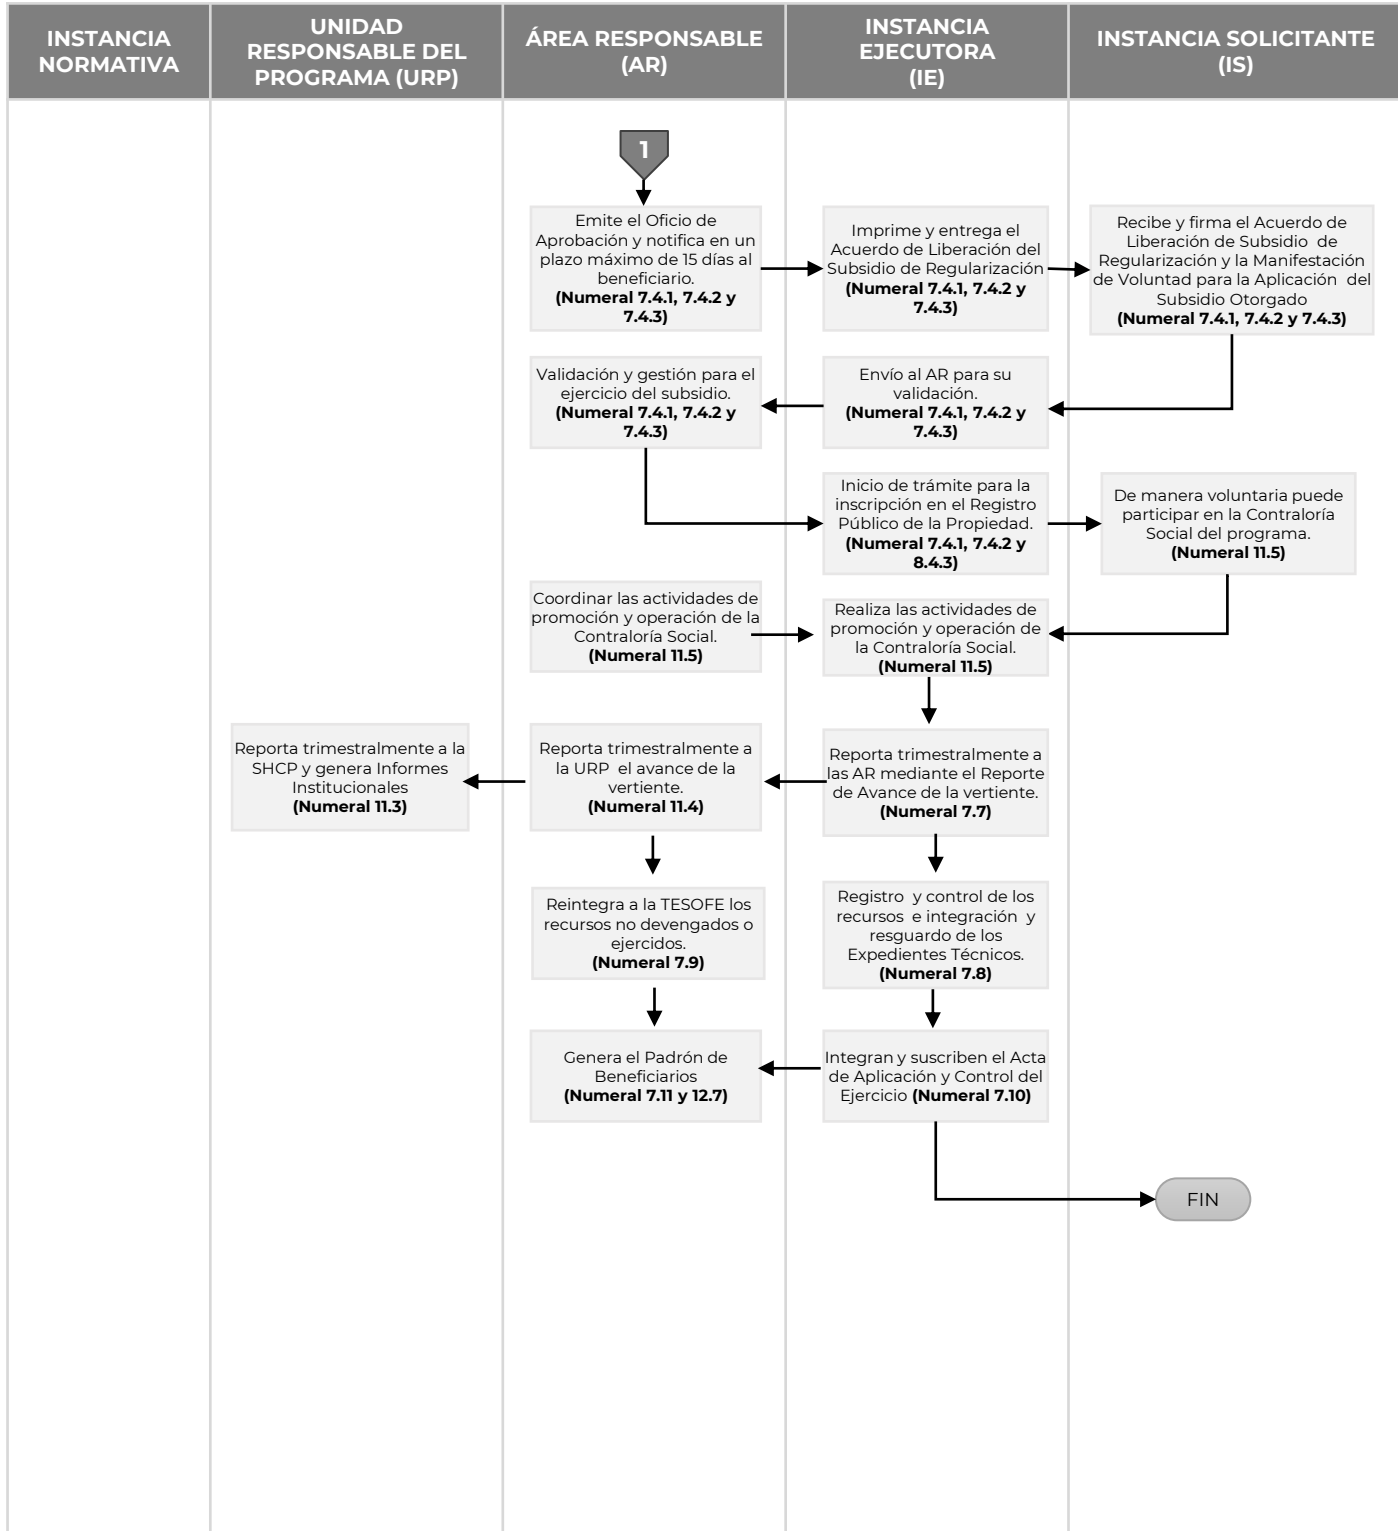 INSTANCIA
NORMATIVA
UNIDAD
RESPONSABLE DEL
PROGRAMA (URP)
ÁREA RESPONSABLE
(AR)
INSTANCIA
EJECUTORA
(IE)
INSTANCIA SOLICITANTE
(IS)
1
Emite el Oficio de
Aprobación y notifica en un
plazo máximo de 15 días al
beneficiario.
(Numeral 7.4.1, 7.4.2 y
7.4.3)
Imprime y entrega el
Acuerdo de Liberación del
Subsidio de Regularización
(Numeral 7.4.1, 7.4.2 y
7.4.3)
Recibe y firma el Acuerdo de
Liberación de Subsidio de
Regularización y la Manifestación
de Voluntad para la Aplicación del
Subsidio Otorgado
(Numeral 7.4.1, 7.4.2 y 7.4.3)
Validación y gestión para el
ejercicio del subsidio.
(Numeral 7.4.1, 7.4.2 y
7.4.3)
Envío al AR para su
validación.
(Numeral 7.4.1, 7.4.2 y
7.4.3)
Inicio de trámite para la
inscripción en el Registro
Público de la Propiedad.
(Numeral 7.4.1, 7.4.2 y
8.4.3)
De manera voluntaria puede
participar en la Contraloría
Social del programa.
(Numeral 11.5)
Coordinar las actividades de
promoción y operación de la
Contraloría Social.
(Numeral 11.5)
Realiza las actividades de
promoción y operación de
la Contraloría Social.
(Numeral 11.5)
Reporta trimestralmente a la
SHCP y genera Informes
Institucionales
(Numeral 11.3)
Reporta trimestralmente a
la URP el avance de la
vertiente.
(Numeral 11.4)
Reporta trimestralmente a
las AR mediante el Reporte
de Avance de la vertiente.
(Numeral 7.7)
Reintegra a la TESOFE los
recursos no devengados o
ejercidos.
(Numeral 7.9)
Registro y control de los
recursos e integración y
resguardo de los
Expedientes Técnicos.
(Numeral 7.8)
Genera el Padrón de
Beneficiarios
(Numeral 7.11 y 12.7)
Integran y suscriben el Acta
de Aplicación y Control del
Ejercicio (Numeral 7.10)
FIN